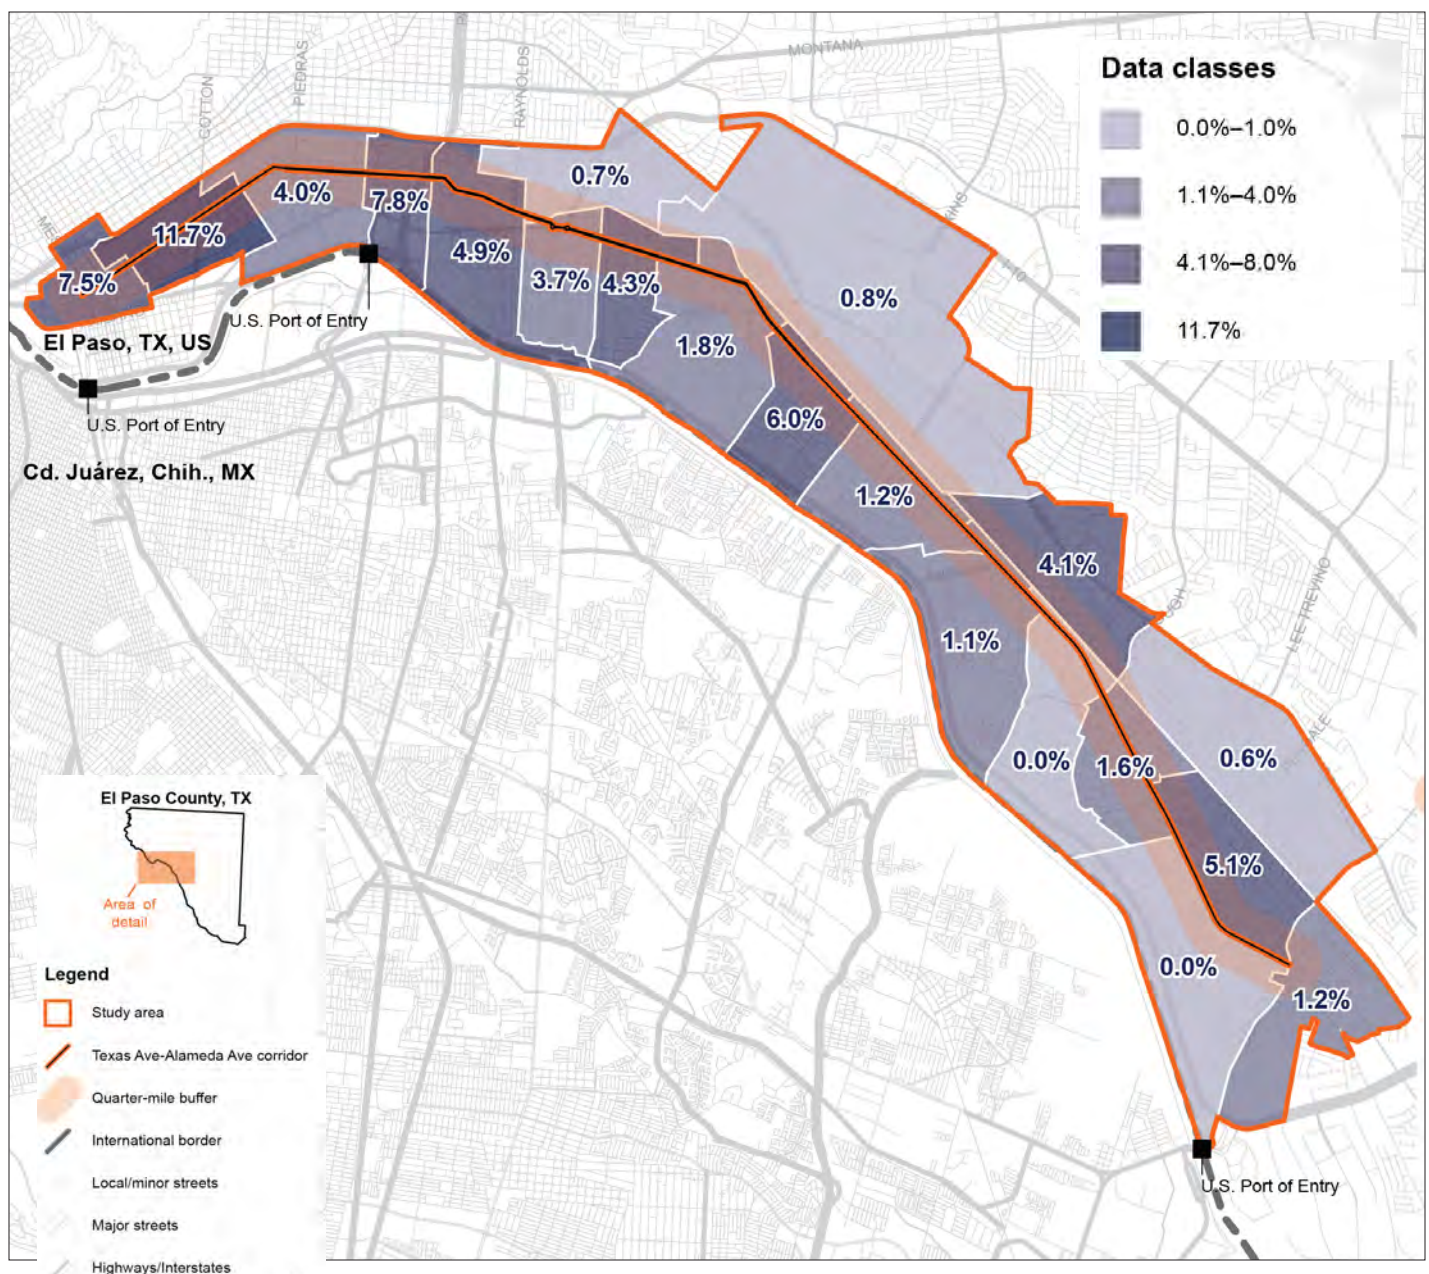 MONTANA
PIEDRAS
RAYNOLDS
COTTON
Data classes
0.0%–1.0%
1.1%–4.0%
4.1%–8.0%
11.7%
0.7%
4.0%
7.8%
11.7%
4.9%
3.7%
4.3%
7.5%
0.8%
I-10
U.S. Port of Entry
El Paso, TX, US
1.8%
U.S. Port of Entry
6.0%
Cd. Juárez, Chih., MX
1.2%
4.1%
LEE TREVINO
1.1%
0.0%
1.6%
0.6%
El Paso County, TX
Area of
detail
5.1%
0.0%
1.2%
Legend
Study area
Texas Ave-Alameda Ave corridor
Quarter-mile buffer
International border
Local/minor streets
U.S. Port of Entry
Major streets
Highways/Interstates